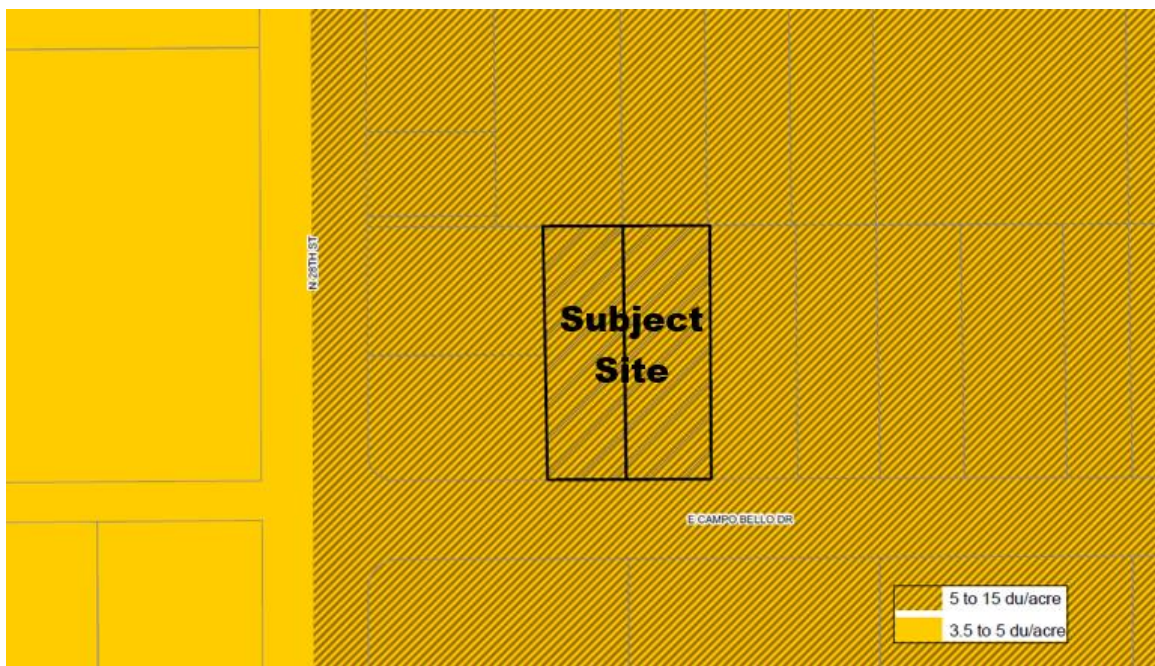 N 28TH ST
Subject
Site
E CAMPO BELLO DR
5 to 15 du/acre
3.5 to 5 du/acre